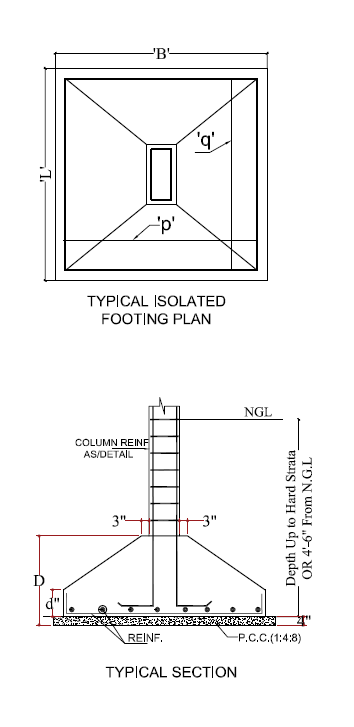 'B'
'L'
'q'
'p'
TYPICAL ISOLATED
FOOTING PLAN
NGL
COLUMN REINF
AS/DETAIL
Depth Up to Hard Strata
OR 4'-6" From N.G.L
3" 3"
D
d"
4"
REINF.
P.C.C.(1:4:8)
TYPICAL SECTION